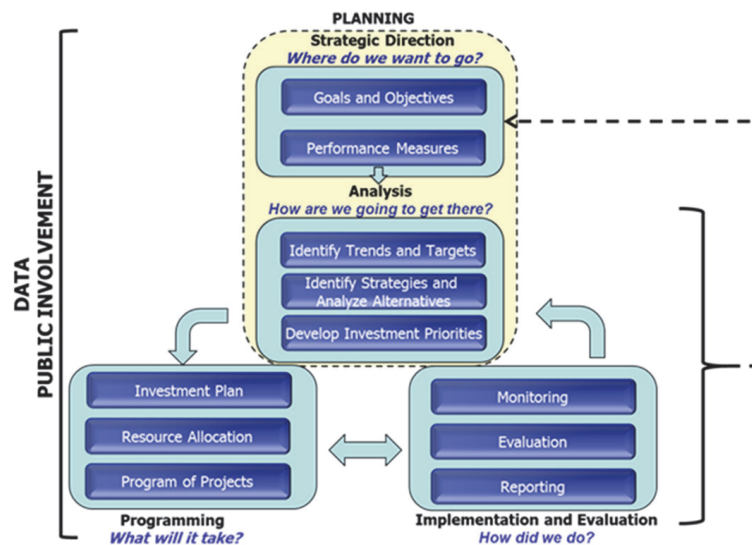 PLANNING
Strategic Direction
Where do we want to go?
Goals and Objectives
Performance Measures
Analysis
How are we going to get there?
Identify Trends and Targets
Identify Strategies and
Analyze Alternatives
Develop Investment Priorities
DATA
PUBLIC INVOLVEMENT
Investment Plan
Resource Allocation
Program of Projects
Programming
What will it take?
Monitoring
Evaluation
Reporting
Implementation and Evaluation
How did we do?